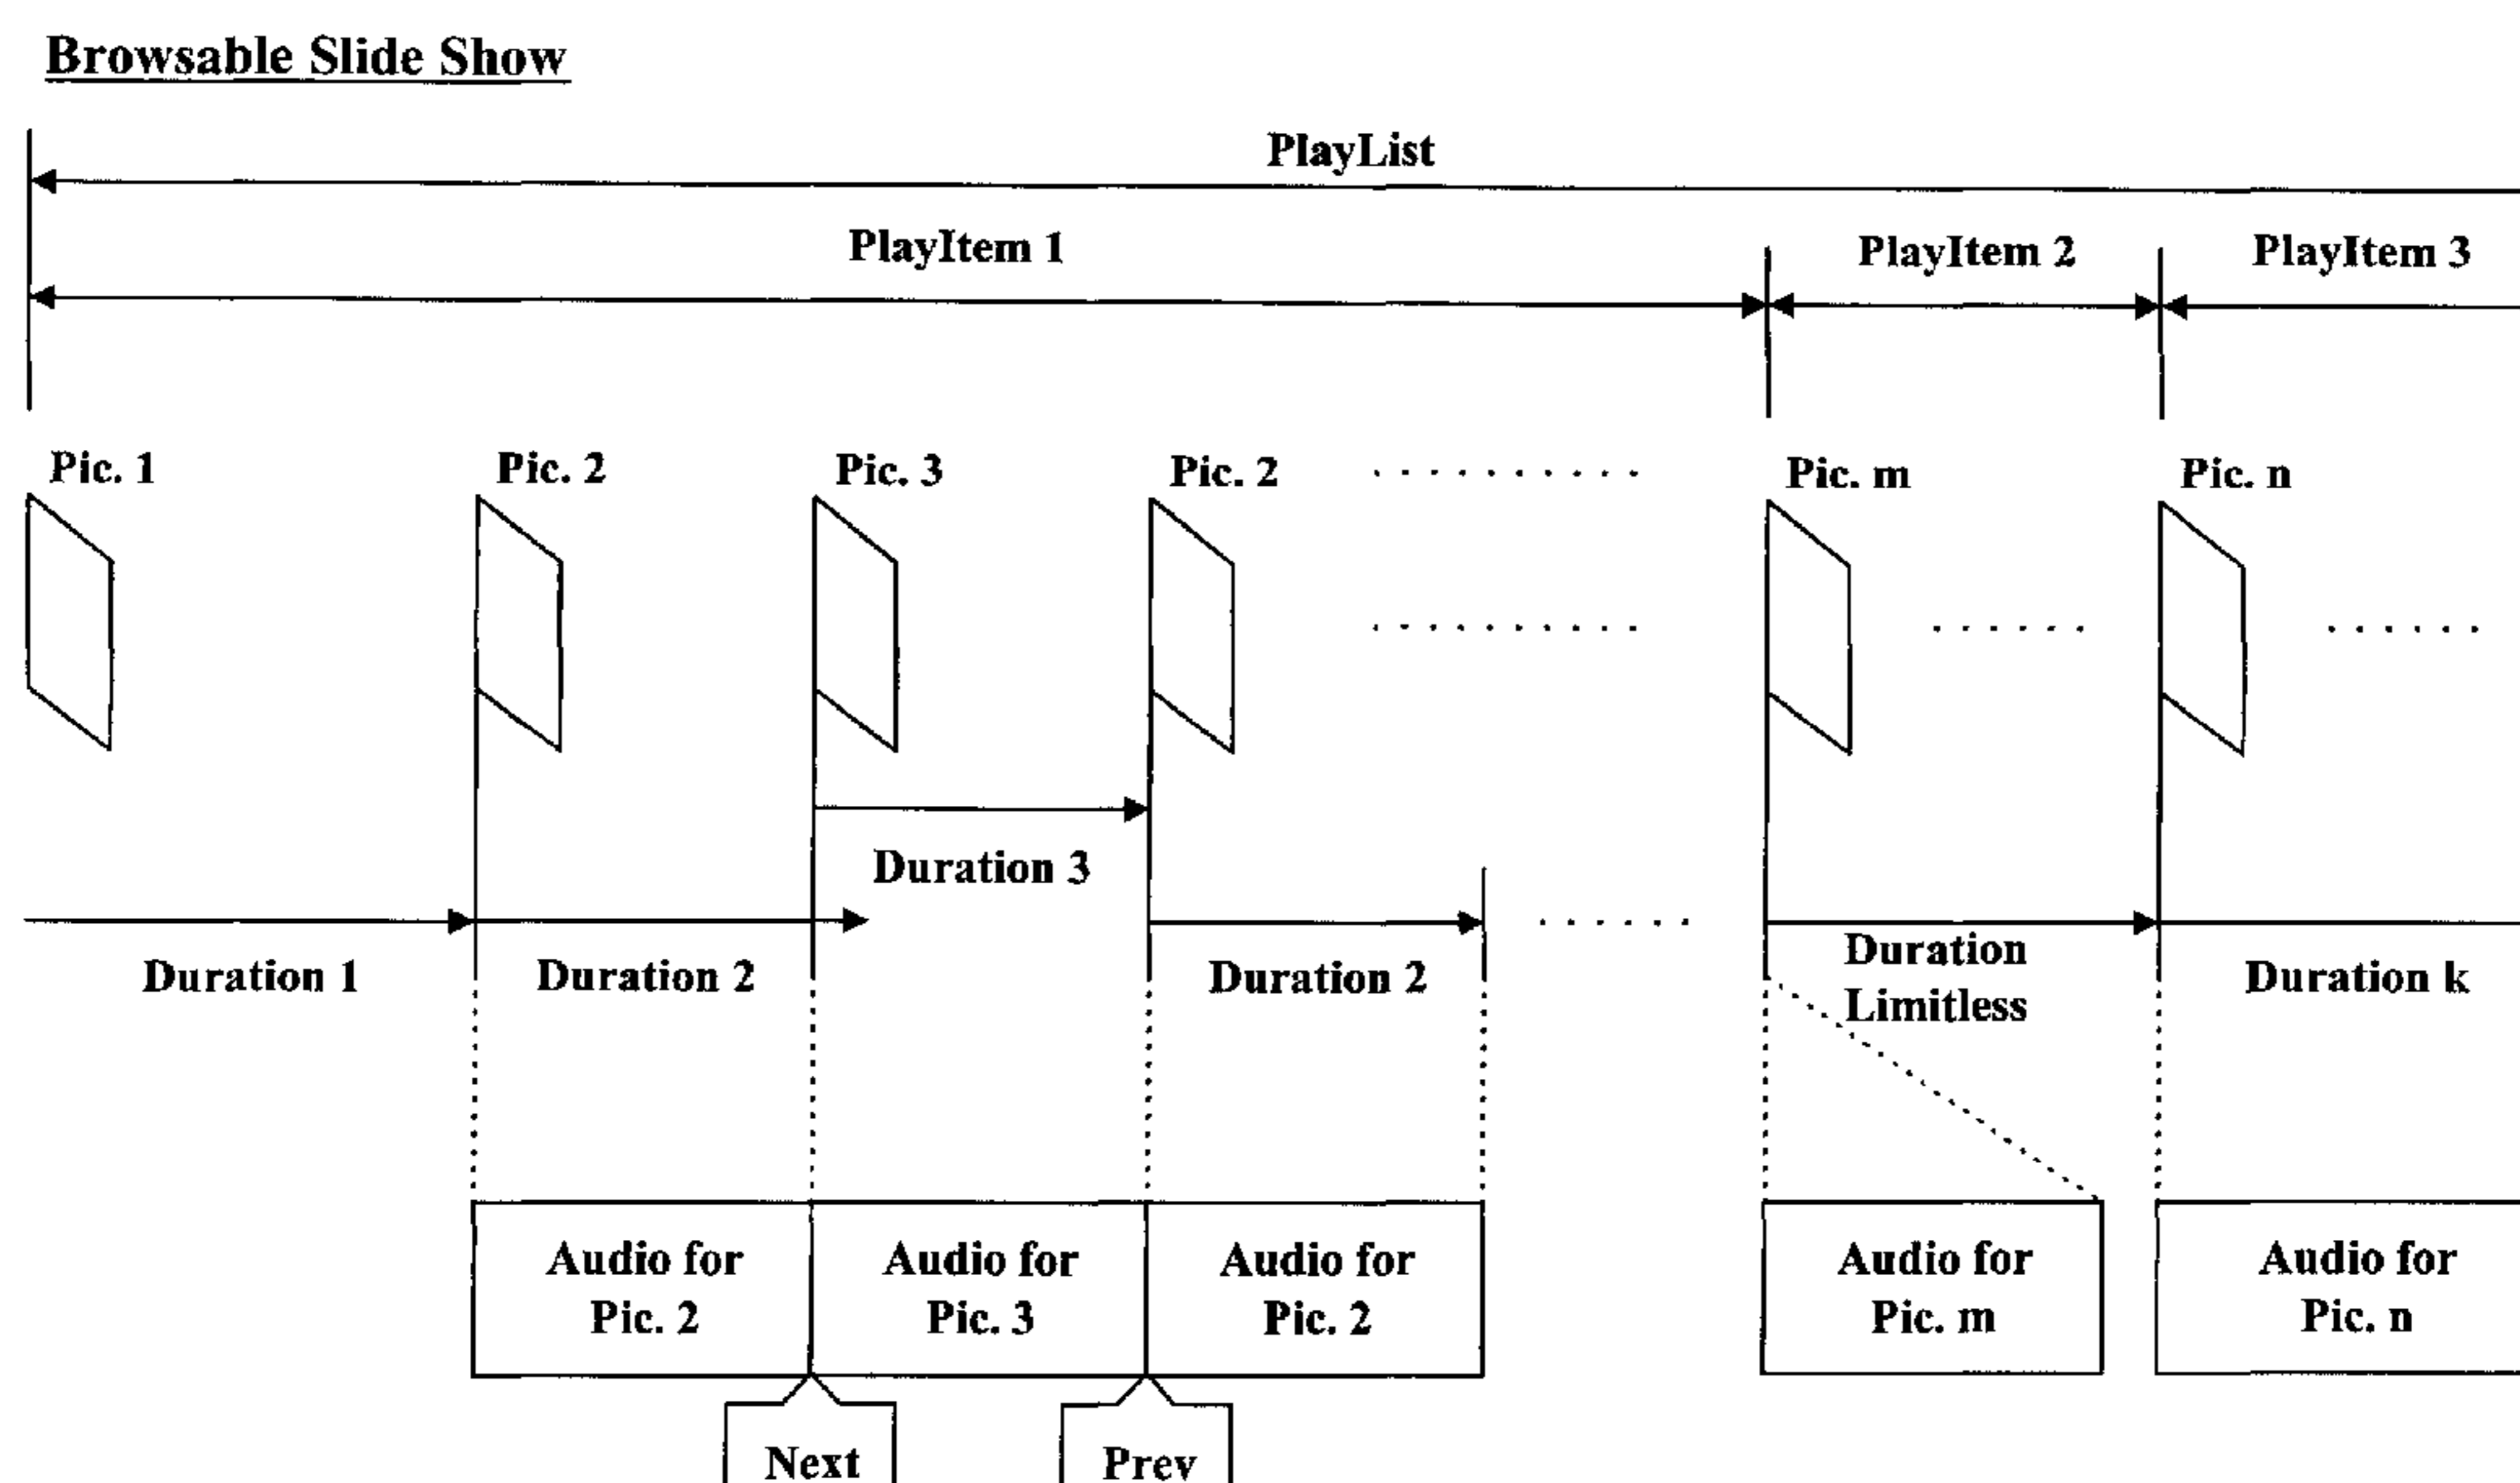 Browsable Slide Show
PlayList
PlayItem 1
PlayItem 2
PlayItem 3
Pic. 1
Pic. 2
Pic. 3
Pic. 2
Pic. m
Pic. n
Duration 3
Duration 1
Duration 2
Duration 2
Duration
Limitless
Duration k
Audio for
Pic. 2
Audio for
Pic. 3
Audio for
Pic. 2
Audio for
Pic. m
Audio for
Pic. n
Next
Prev